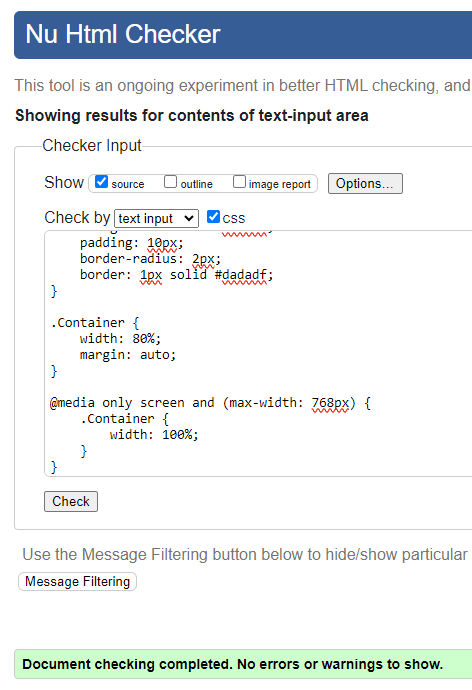 Nu Html Checker
This tool is an ongoing experiment in better HTML checking, and
Showing results for contents of text-input area
Checker Input
Show source outline image report Options...
Check by text input css
padding: 10px;
border-radius: 2px;
border: 1px solid #dadadf;
}
.Container {
width: 80%;
margin: auto;
}
@media only screen and (max-width: 768px) {
.Container {
width: 100%;
}
}
Check
Use the Message Filtering button below to hide/show particular
Message Filtering
Document checking completed. No errors or warnings to show.